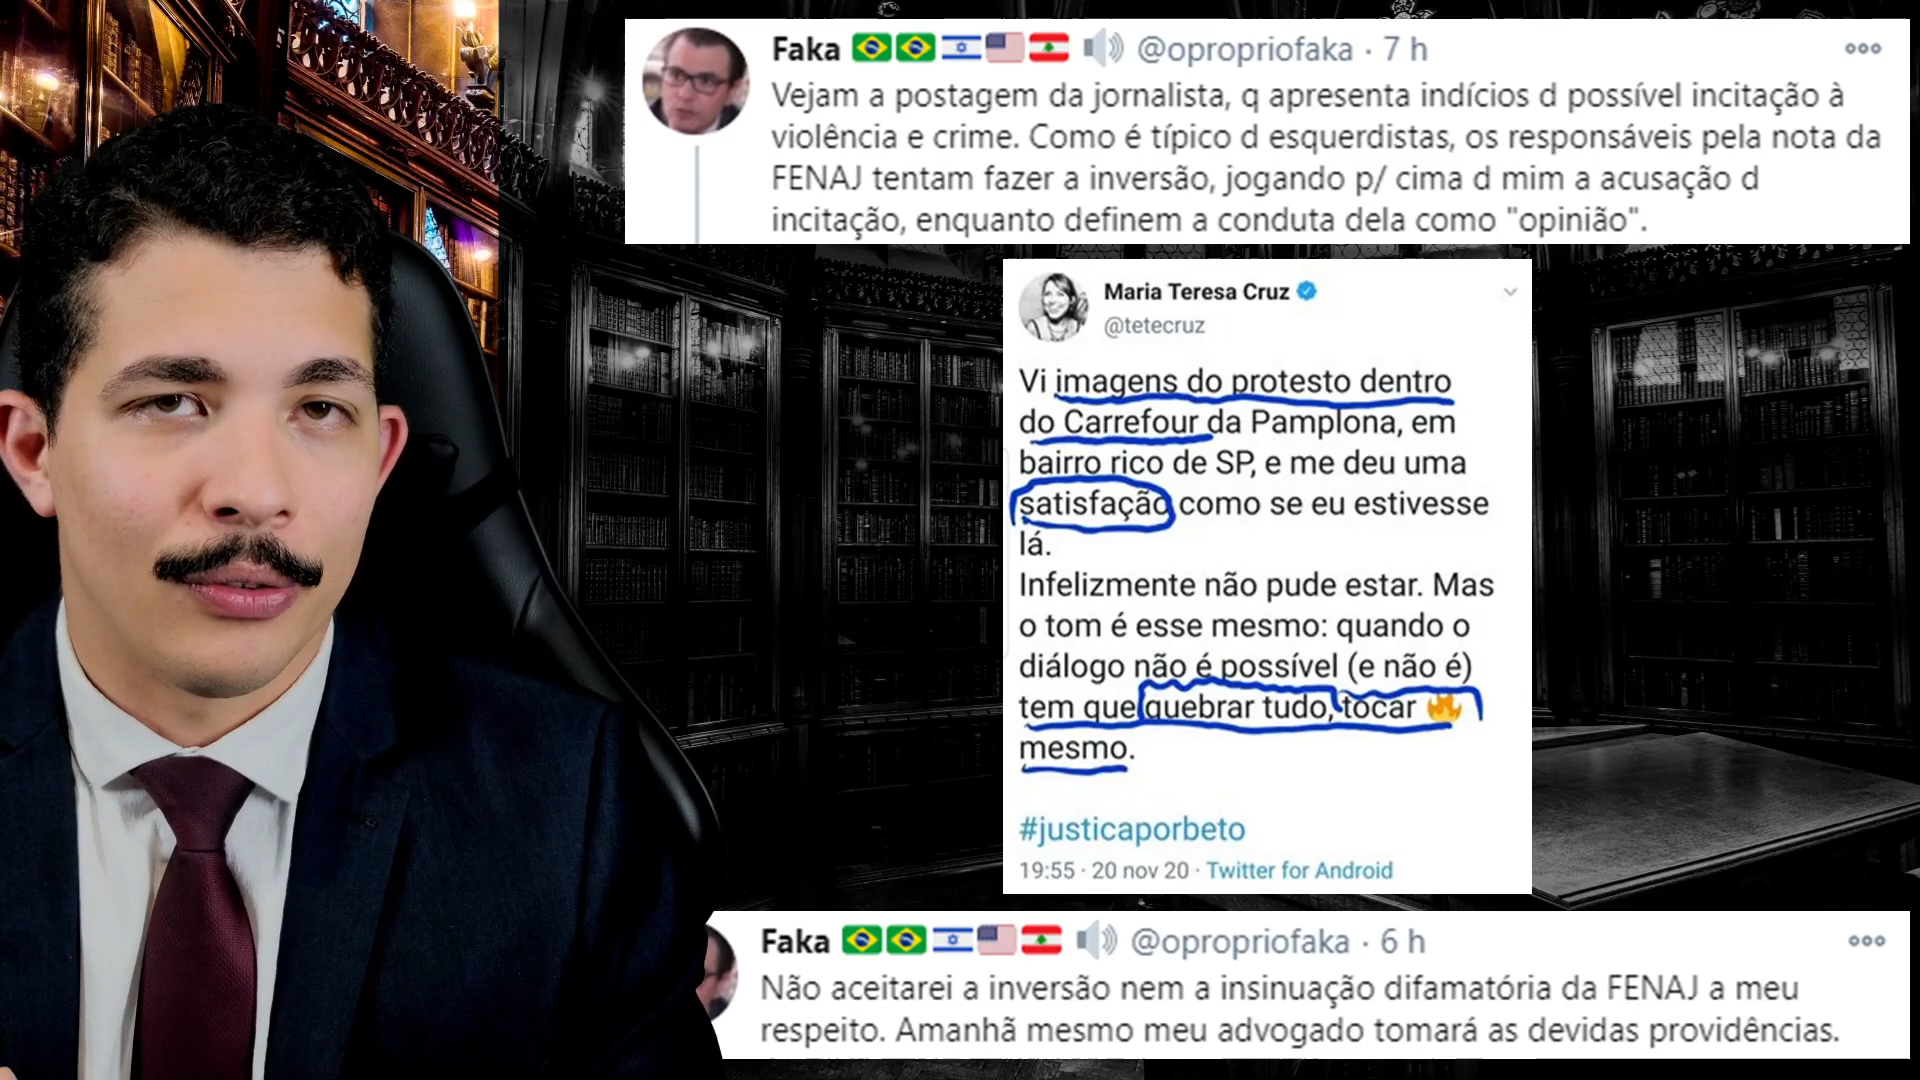 Faka 🇧🇷🇧🇷🇮🇱🇺🇸🇱🇧 🔊 @opropriofaka · 7 h
Vejam a postagem da jornalista, q apresenta indícios d possível incitação à
violência e crime. Como é típico d esquerdistas, os responsáveis pela nota da
FENAJ tentam fazer a inversão, jogando p/ cima d mim a acusação d
incitação, enquanto definem a conduta dela como "opinião".
Maria Teresa Cruz
@tetecruz
Vi imagens do protesto dentro
do Carrefour da Pamplona, em
bairro rico de SP, e me deu uma
satisfação como se eu estivesse
lá.
Infelizmente não pude estar. Mas
o tom é esse mesmo: quando o
diálogo não é possível (e não é)
tem que quebrar tudo, tocar 🔥
mesmo.
#justicaporbeto
19:55 · 20 nov 20 · Twitter for Android
Faka 🇧🇷🇧🇷🇮🇱🇺🇸🇱🇧 🔊 @opropriofaka · 6 h
Não aceitarei a inversão nem a insinuação difamatória da FENAJ a meu
respeito. Amanhã mesmo meu advogado tomará as devidas providências.